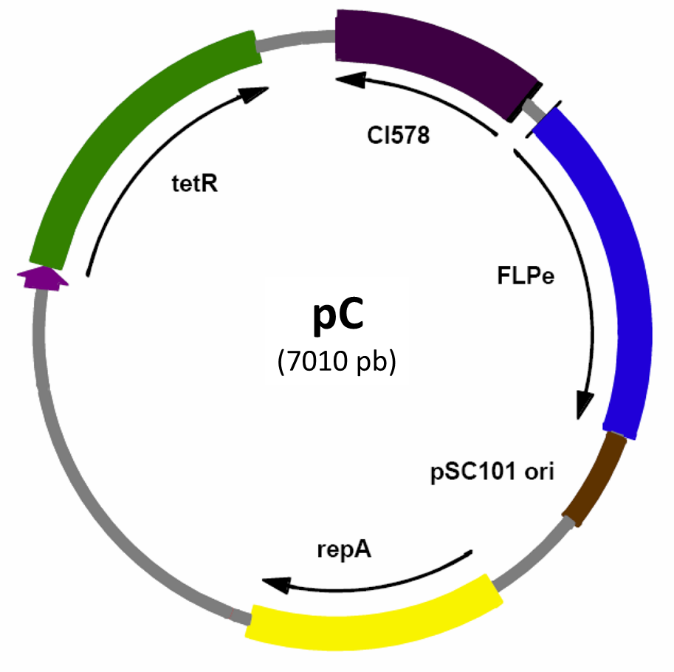 CI578
tetR
FLPe
pC
(7010 pb)
pSC101 ori
repA